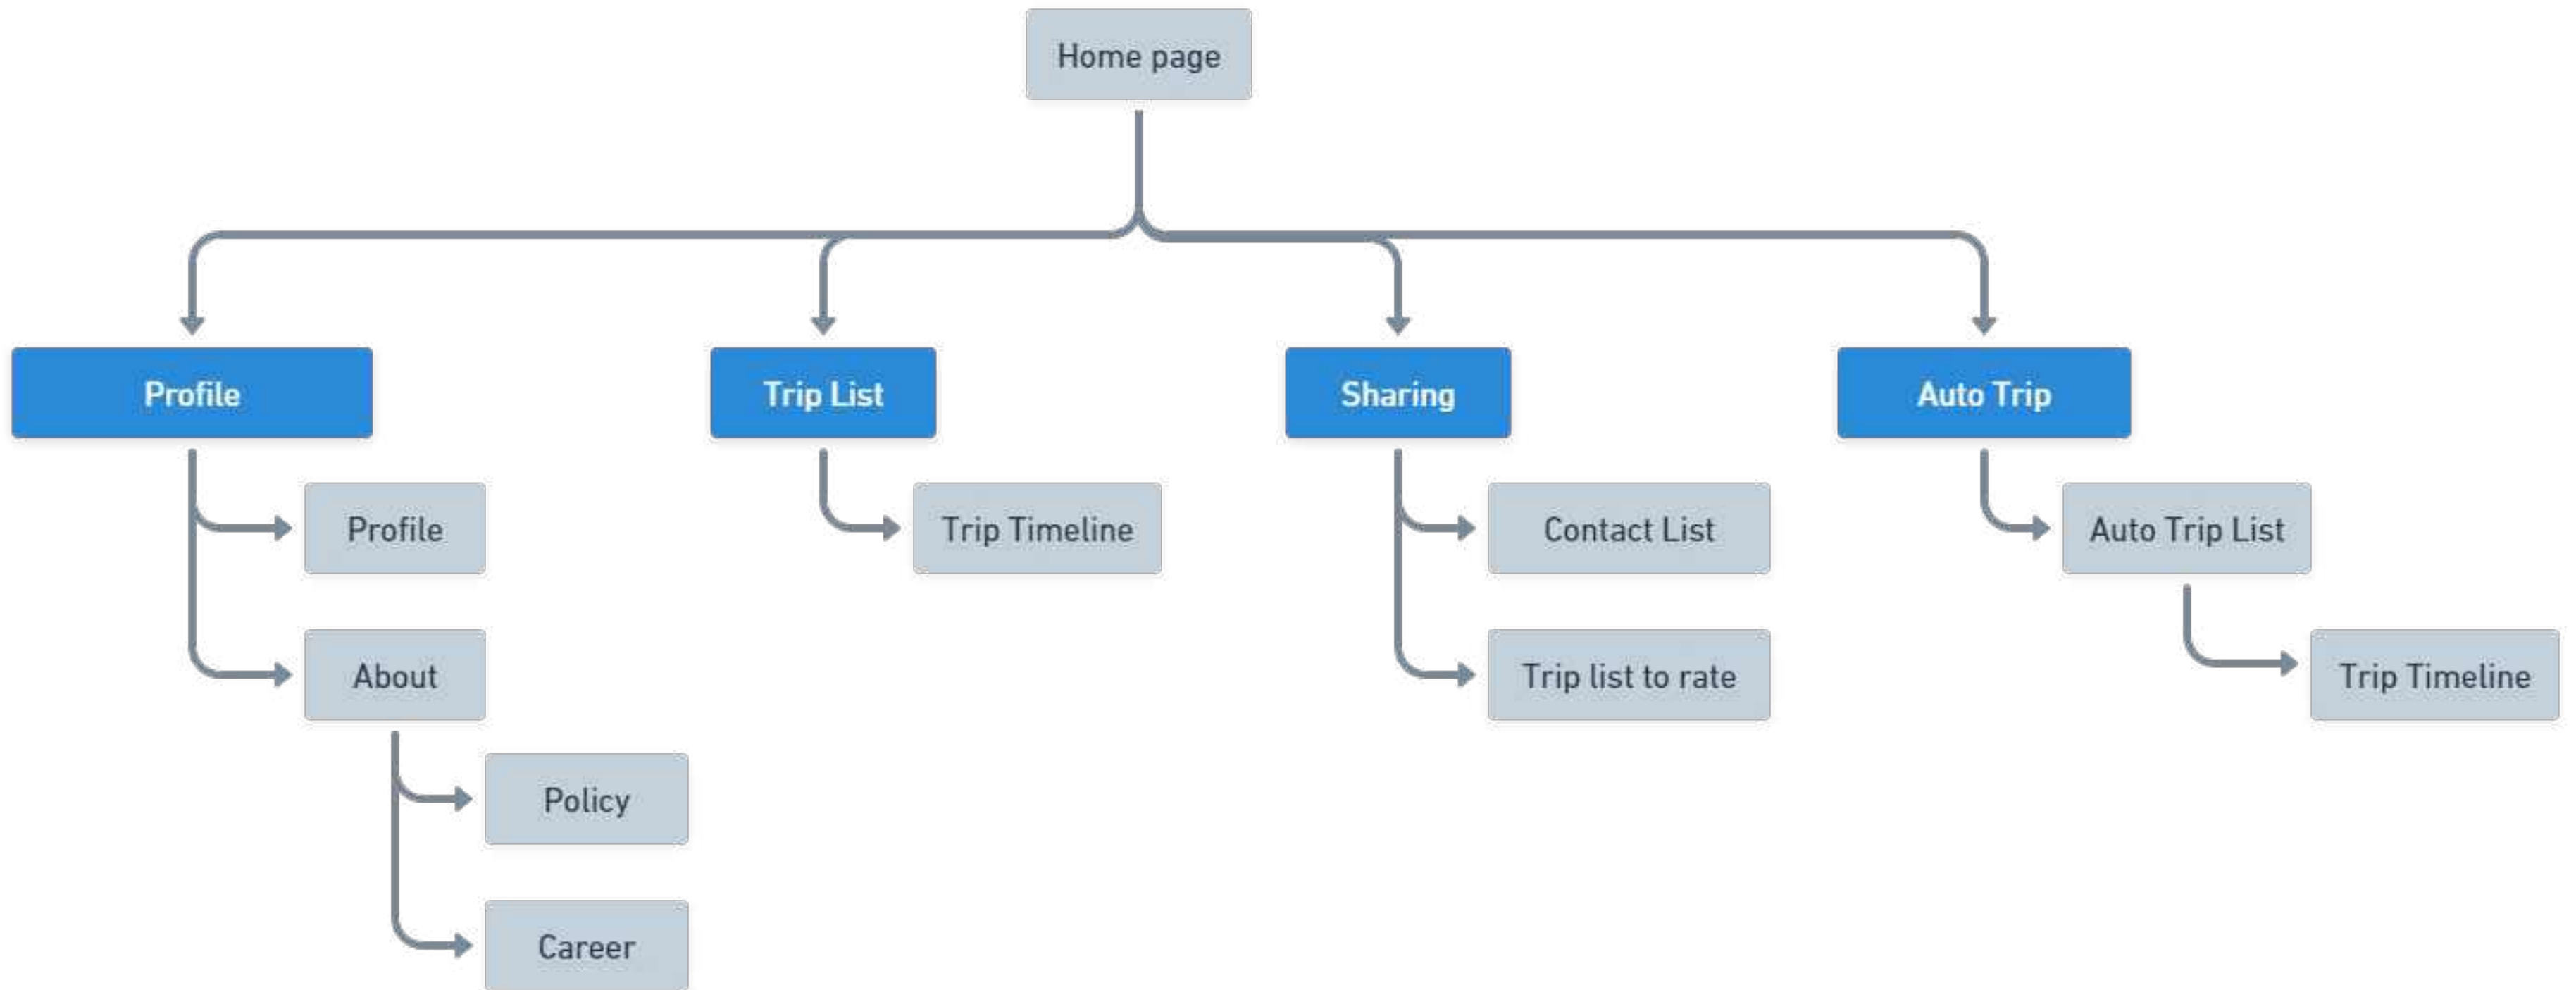 Home page
Profile
Trip List
Sharing
Auto Trip
Profile
Trip Timeline
Contact List
Auto Trip List
About
Trip list to rate
Trip Timeline
Policy
Career